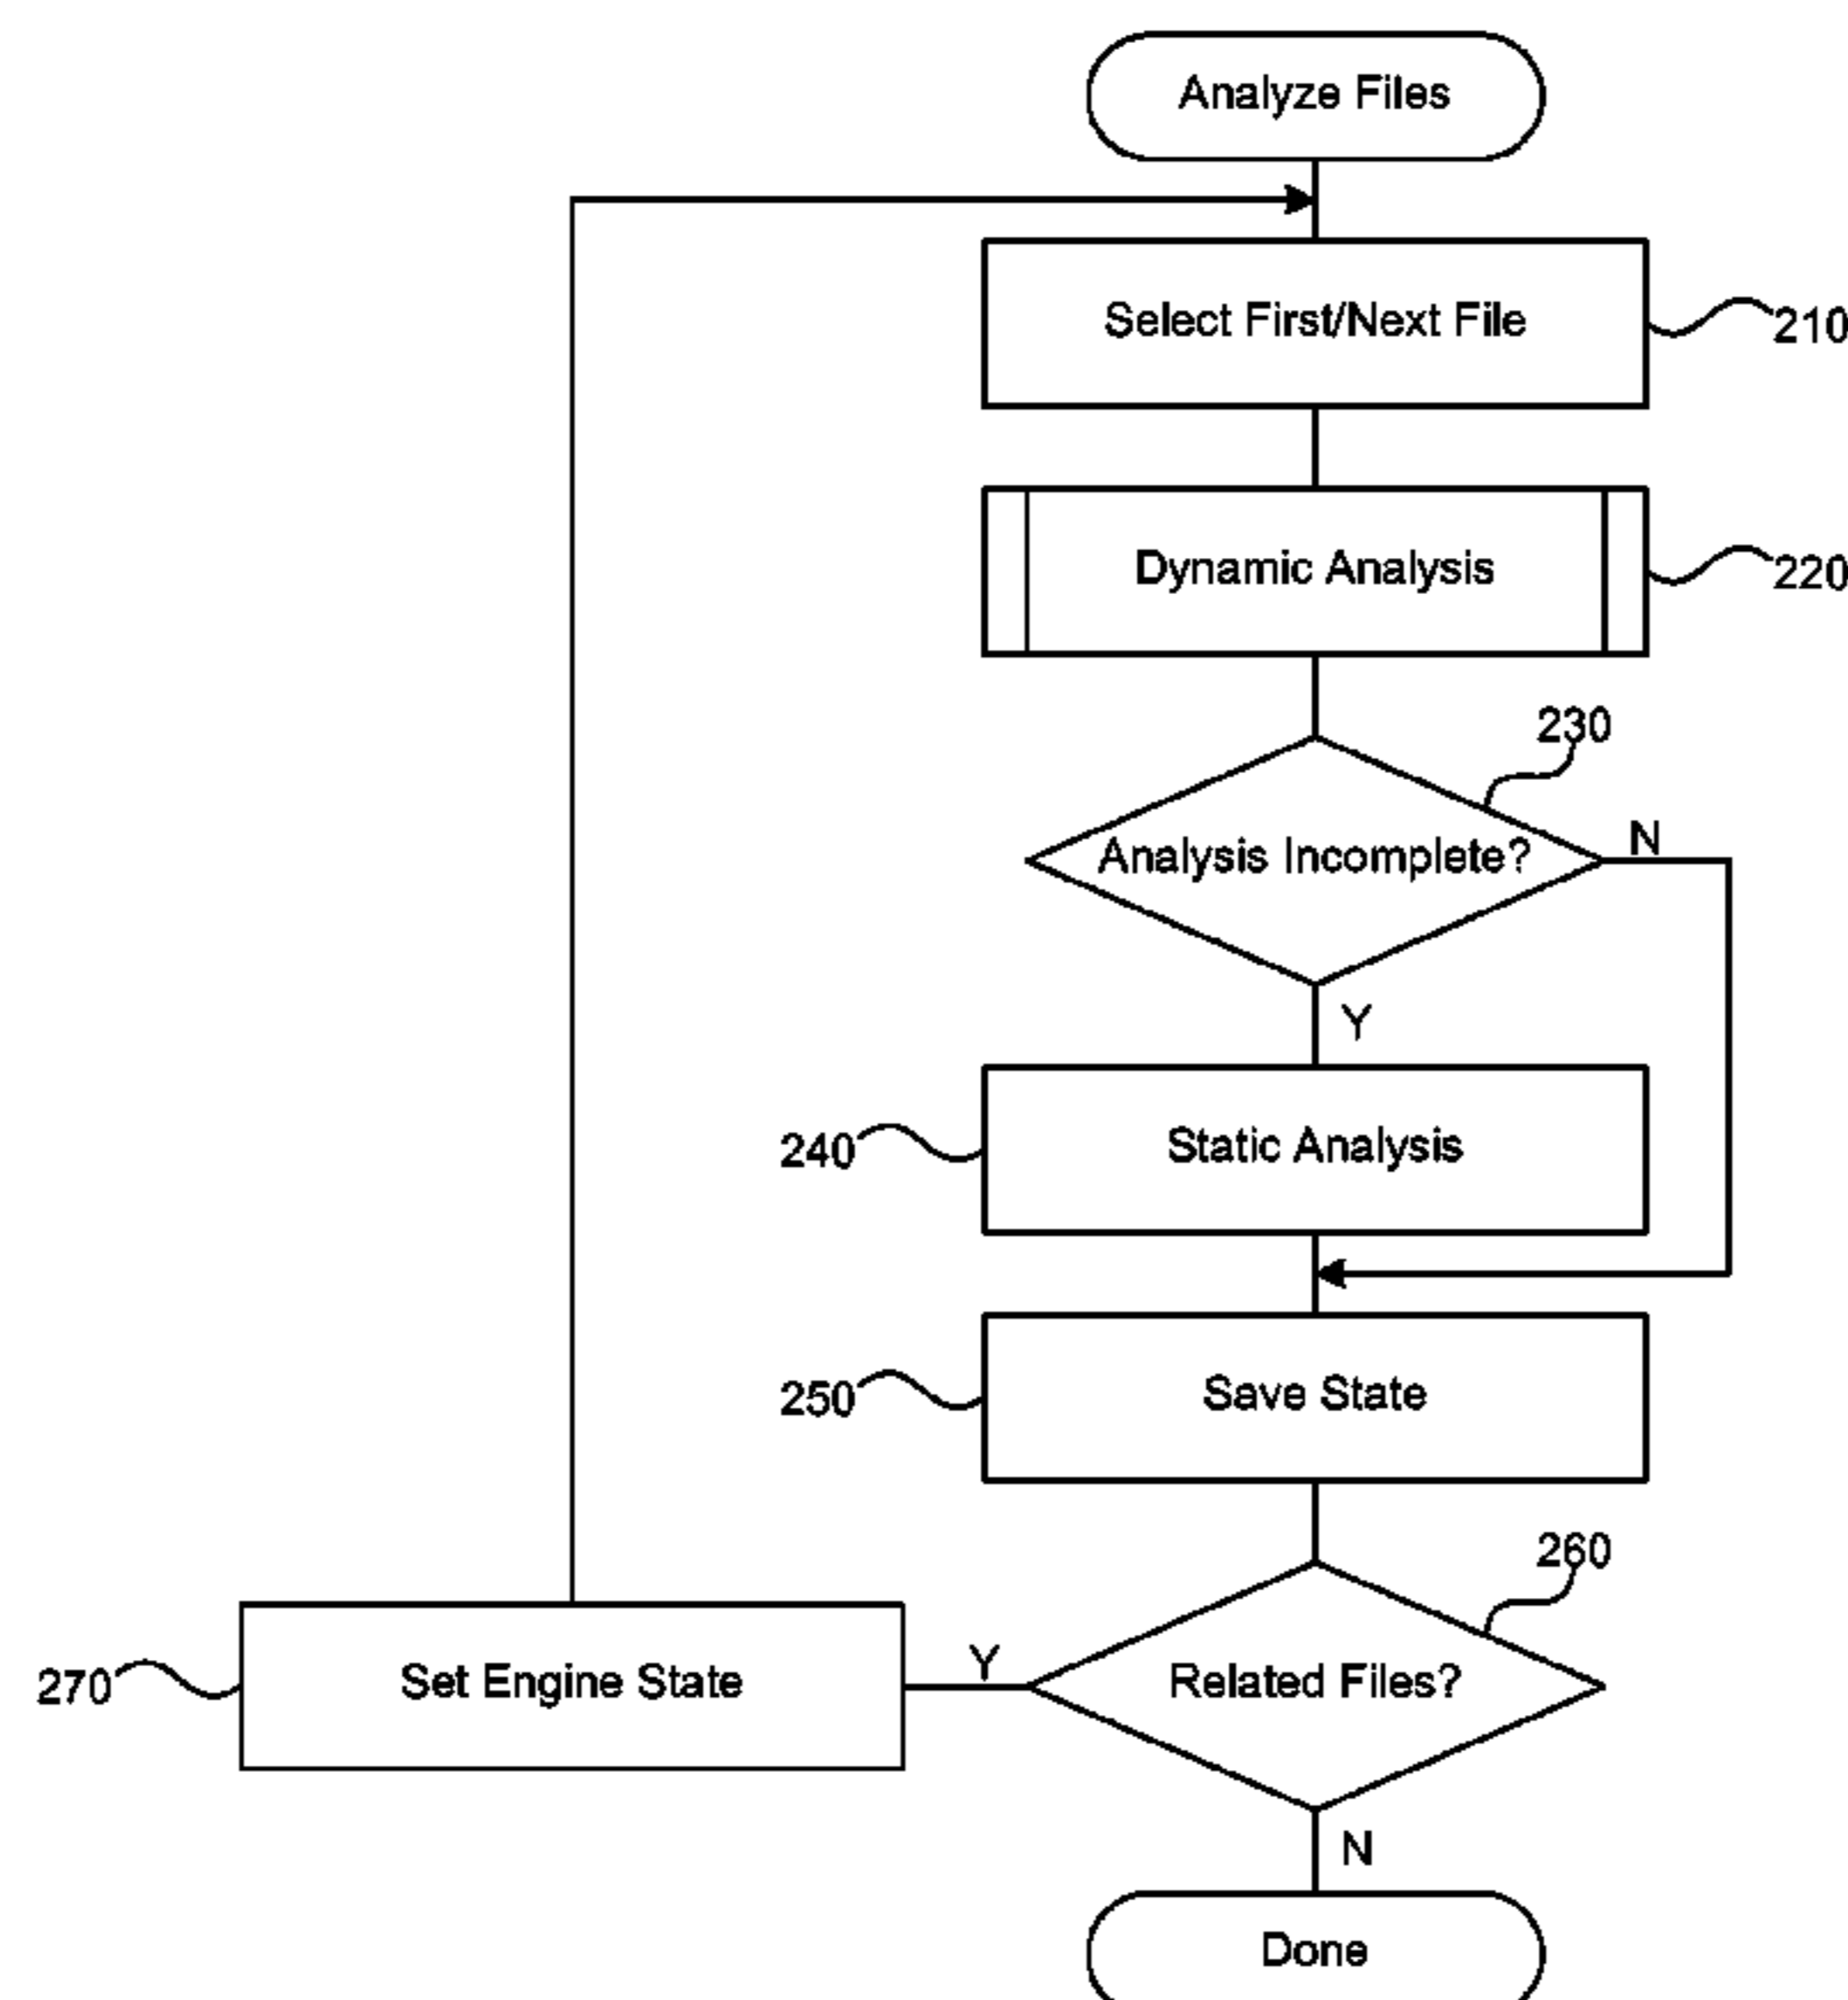 Analyze Files
Select First/Next File
210
Dynamic Analysis
220
230
Analysis Incomplete?
N
Y
240
Static Analysis
250
Save State
260
270
Set Engine State
Y
Related Files?
N
Done